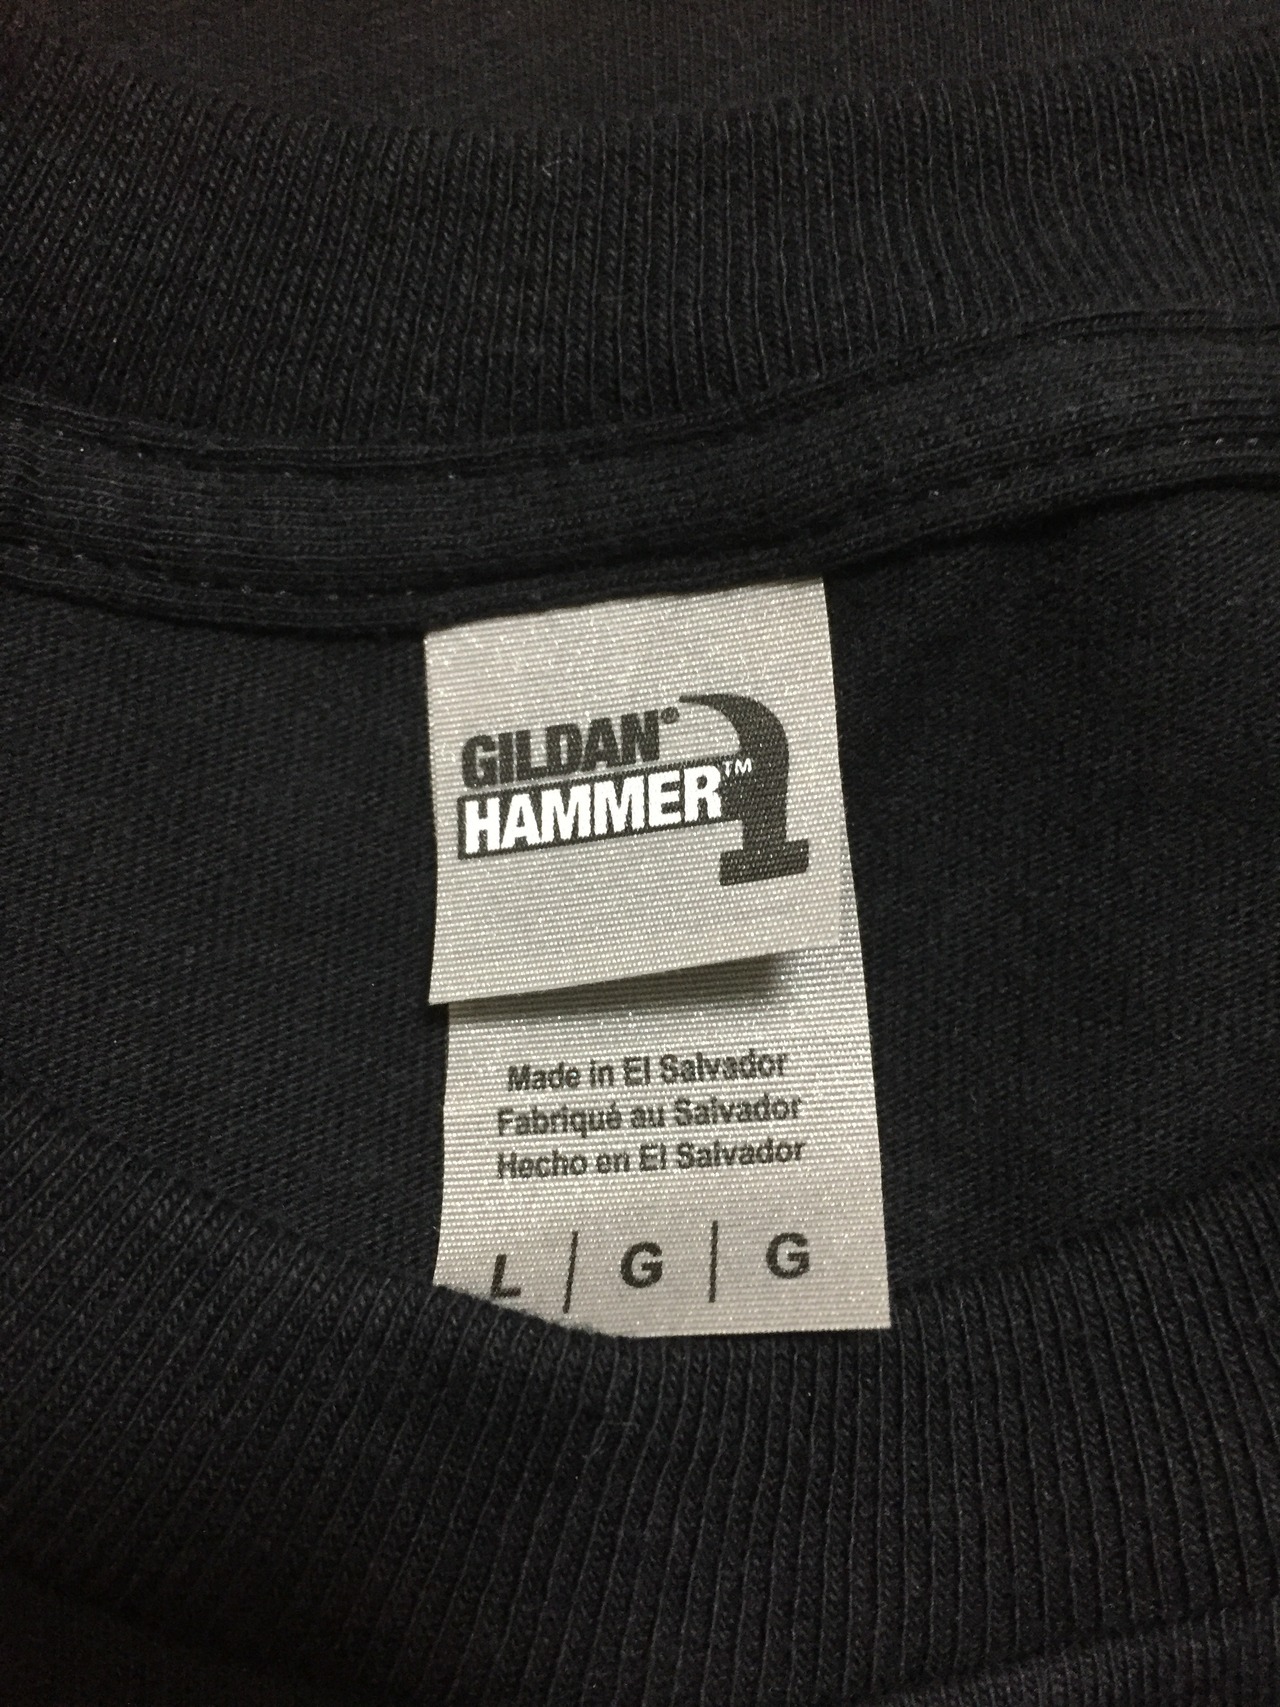 GILDAN®
HAMMER™
Made in El Salvador
Fabriqué au Salvador
Hecho en El Salvador
L | G | G